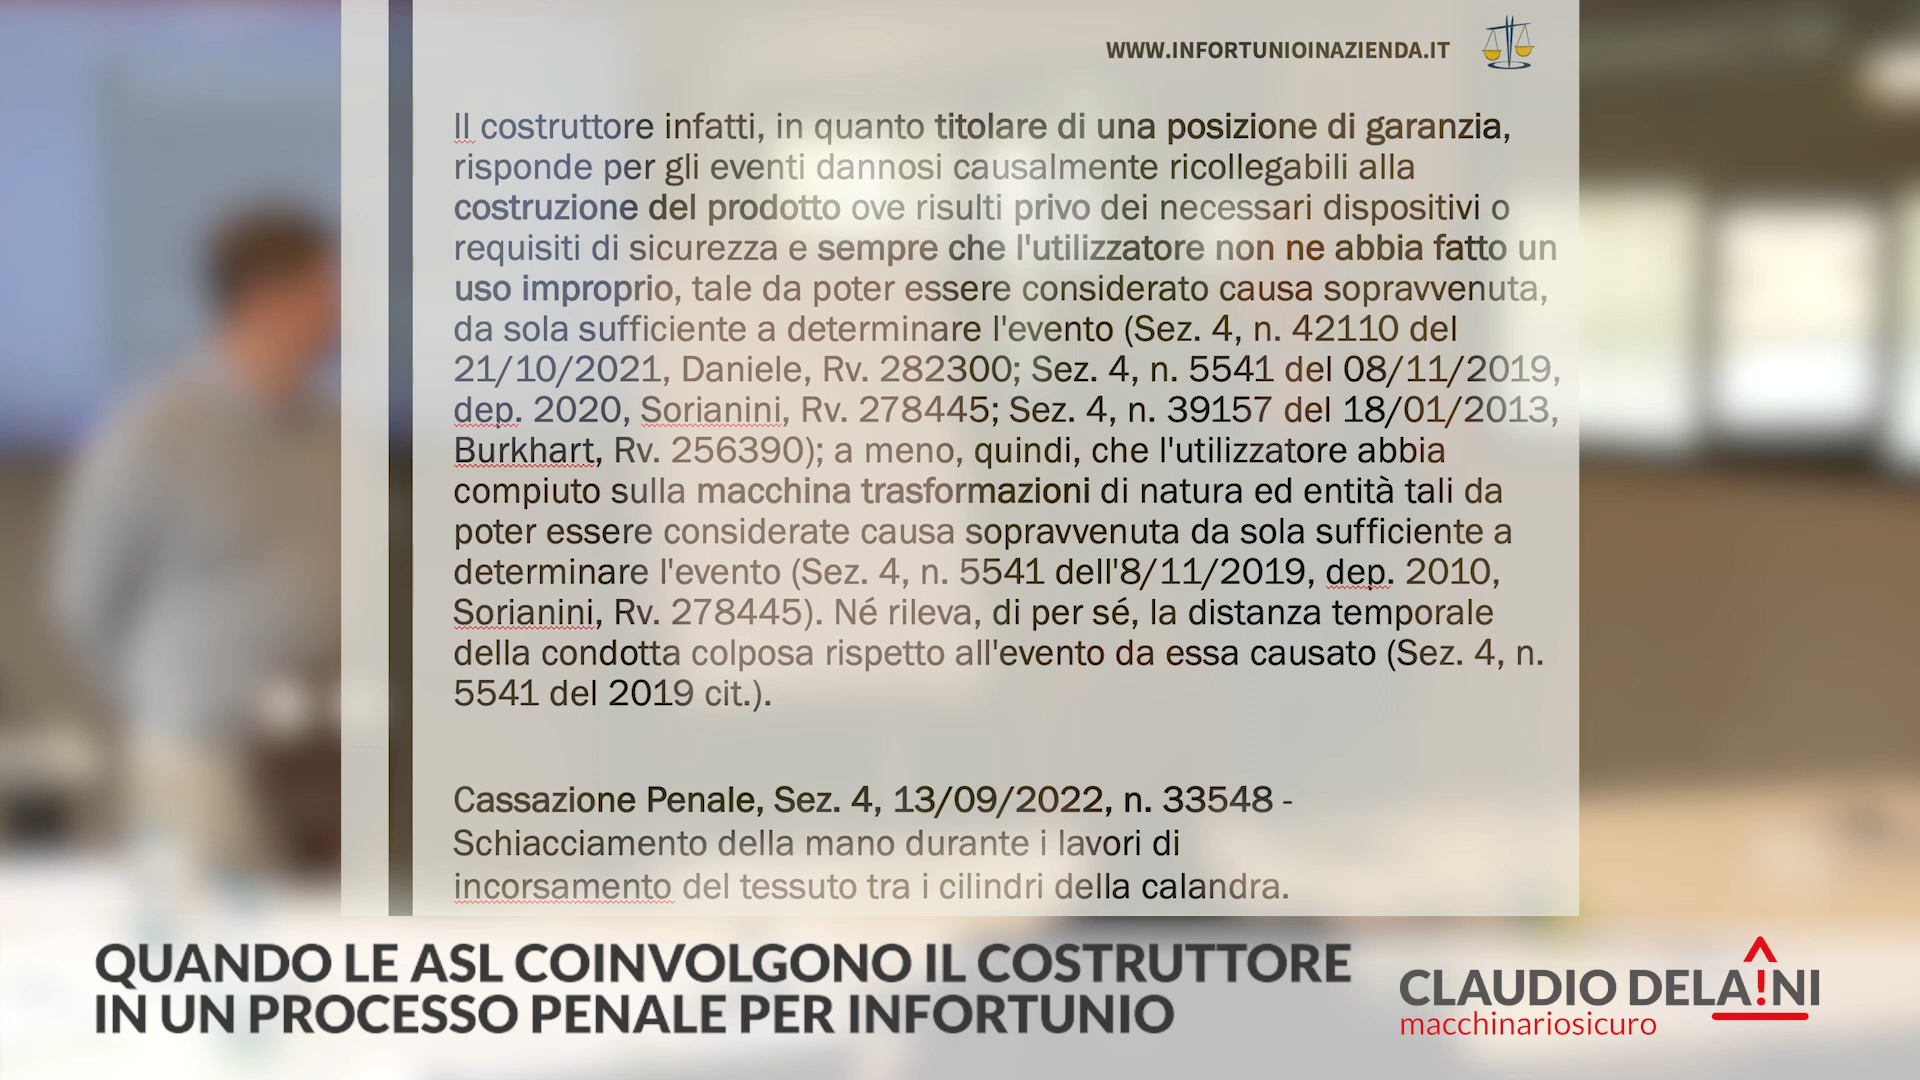 WWW.INFORTUNIOINAZIENDA.IT
Il costruttore infatti, in quanto titolare di una posizione di garanzia,
risponde per gli eventi dannosi causalmente ricollegabili alla
costruzione del prodotto ove risulti privo dei necessari dispositivi o
requisiti di sicurezza e sempre che l'utilizzatore non ne abbia fatto un
uso improprio, tale da poter essere considerato causa sopravvenuta,
da sola sufficiente a determinare l'evento (Sez. 4, n. 42110 del
21/10/2021, Daniele, Rv. 282300; Sez. 4, n. 5541 del 08/11/2019,
dep. 2020, Sorianini, Rv. 278445; Sez. 4, n. 39157 del 18/01/2013,
Burkhart, Rv. 256390); a meno, quindi, che l'utilizzatore abbia
compiuto sulla macchina trasformazioni di natura ed entità tali da
poter essere considerate causa sopravvenuta da sola sufficiente a
determinare l'evento (Sez. 4, n. 5541 dell'8/11/2019, dep. 2010,
Sorianini, Rv. 278445). Né rileva, di per sé, la distanza temporale
della condotta colposa rispetto all'evento da essa causato (Sez. 4, n.
5541 del 2019 cit.).
Cassazione Penale, Sez. 4, 13/09/2022, n. 33548 -
Schiacciamento della mano durante i lavori di
incorsamento del tessuto tra i cilindri della calandra.
QUANDO LE ASL COINVOLGONO IL COSTRUTTORE
IN UN PROCESSO PENALE PER INFORTUNIO
CLAUDIO DELAINI
macchinariosicuro